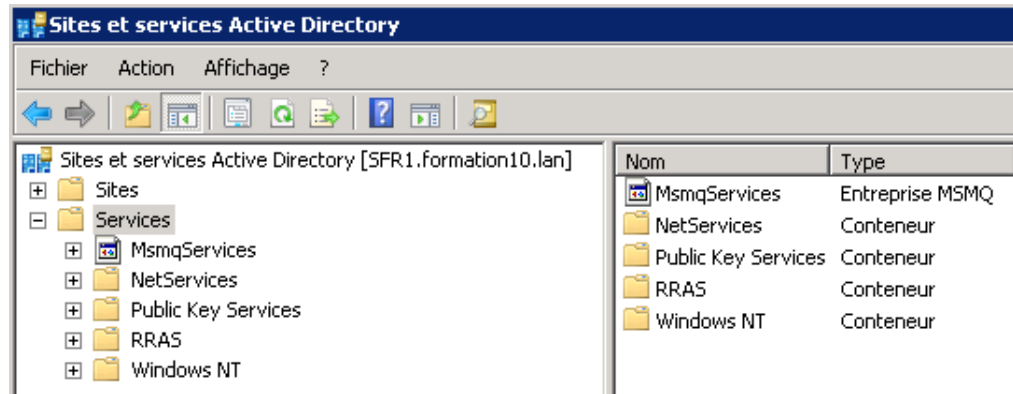 Sites et services Active Directory
Fichier Action Affichage ?
Sites et services Active Directory [SFR1.formation10.lan]
Sites
Services
MsmqServices
NetServices
Public Key Services
RRAS
Windows NT
Nom Type
MsmqServices Entreprise MSMQ
NetServices Conteneur
Public Key Services Conteneur
RRAS Conteneur
Windows NT Conteneur